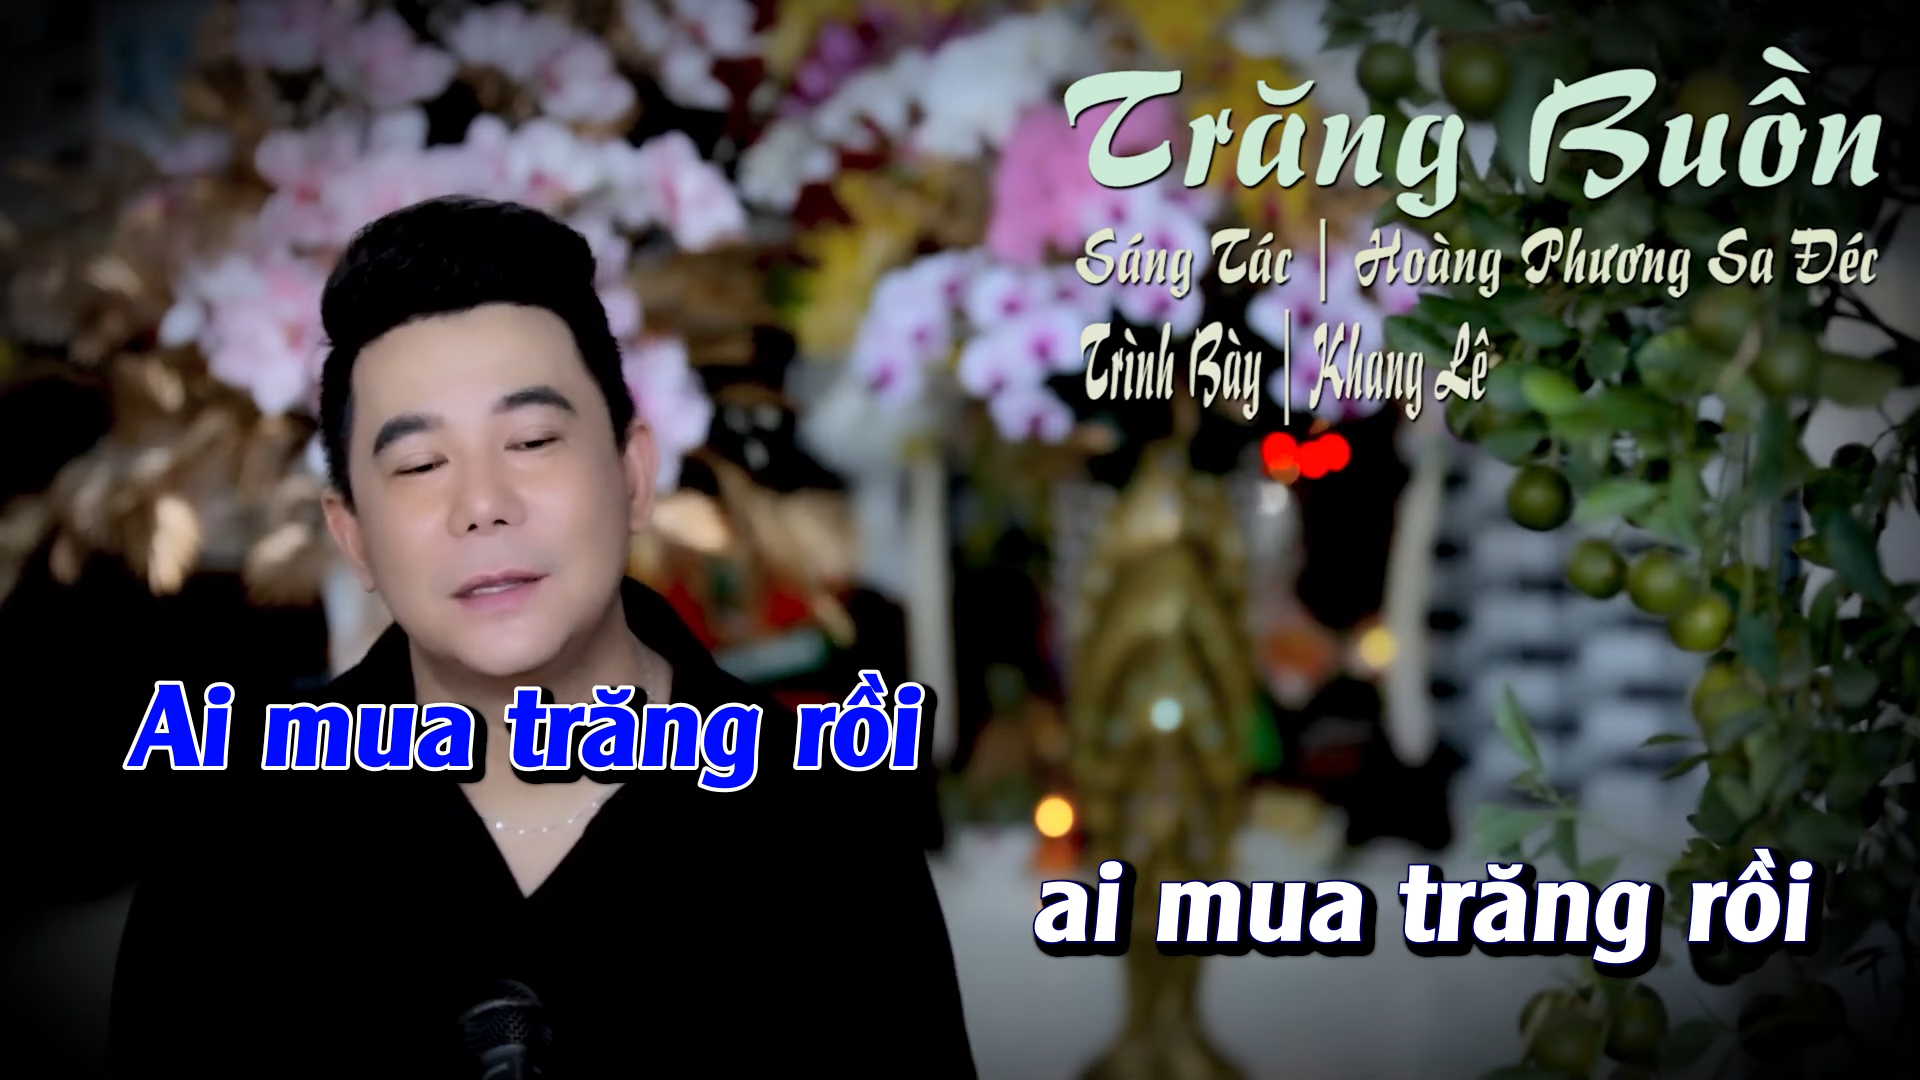 Trăng Buồn
Sáng Tác | Hoàng Phương Sa Đéc
Trình Bày | Khang Lê
Ai mua trăng rồi
ai mua trăng rồi